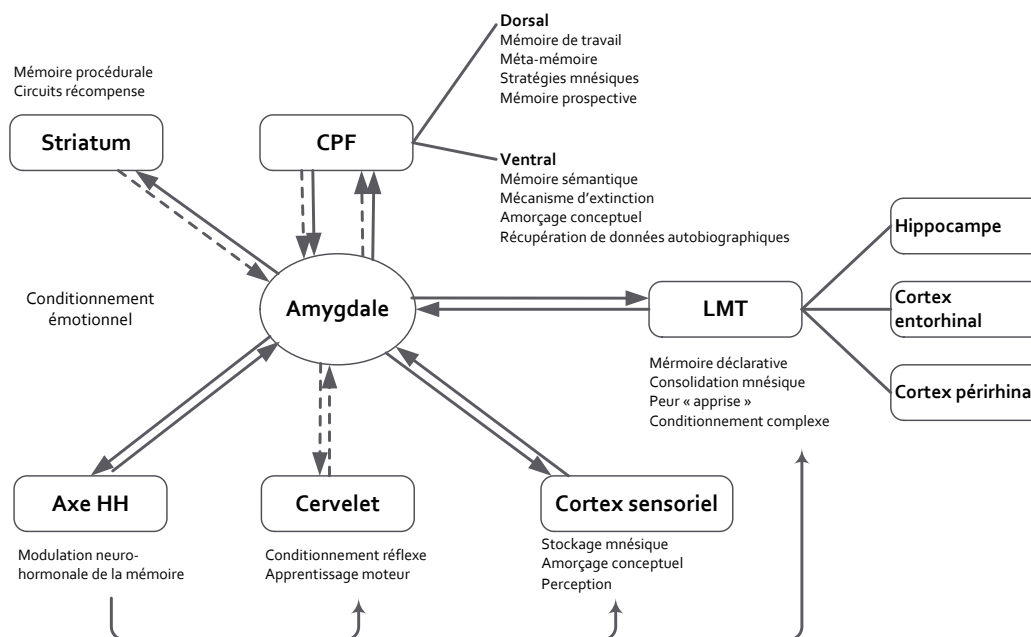 Dorsal
Mémoire de travail
Méta-mémoire
Stratégies mnésiques
Mémoire prospective
Mémoire procédurale
Circuits récompense
Striatum
CPF
Ventral
Mémoire sémantique
Mécanisme d'extinction
Amorçage conceptuel
Récupération de données autobiographiques
Hippocampe
Conditionnement
émotionnel
Amygdale
LMT
Cortex
entorhinal
Mérmoire déclarative
Consolidation mnésique
Peur « apprise »
Conditionnement complexe
Cortex périrhina
Axe HH
Cervelet
Cortex sensoriel
Modulation neuro-
hormonale de la mémoire
Conditionnement réflexe
Apprentissage moteur
Stockage mnésique
Amorçage conceptuel
Perception